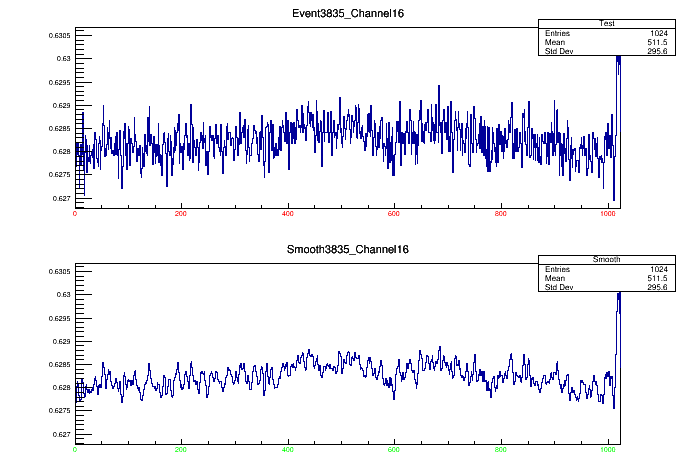 Event3835_Channel16
Test
Entries 1024
Mean 511.5
Std Dev 295.6
0.6305
0.63
0.6295
0.629
0.6285
0.628
0.6275
0.627
0 200 400 600 800 1000
Smooth3835_Channel16
Smooth
Entries 1024
Mean 511.5
Std Dev 295.6
0.6305
0.63
0.6295
0.629
0.6285
0.628
0.6275
0.627
0 200 400 600 800 1000